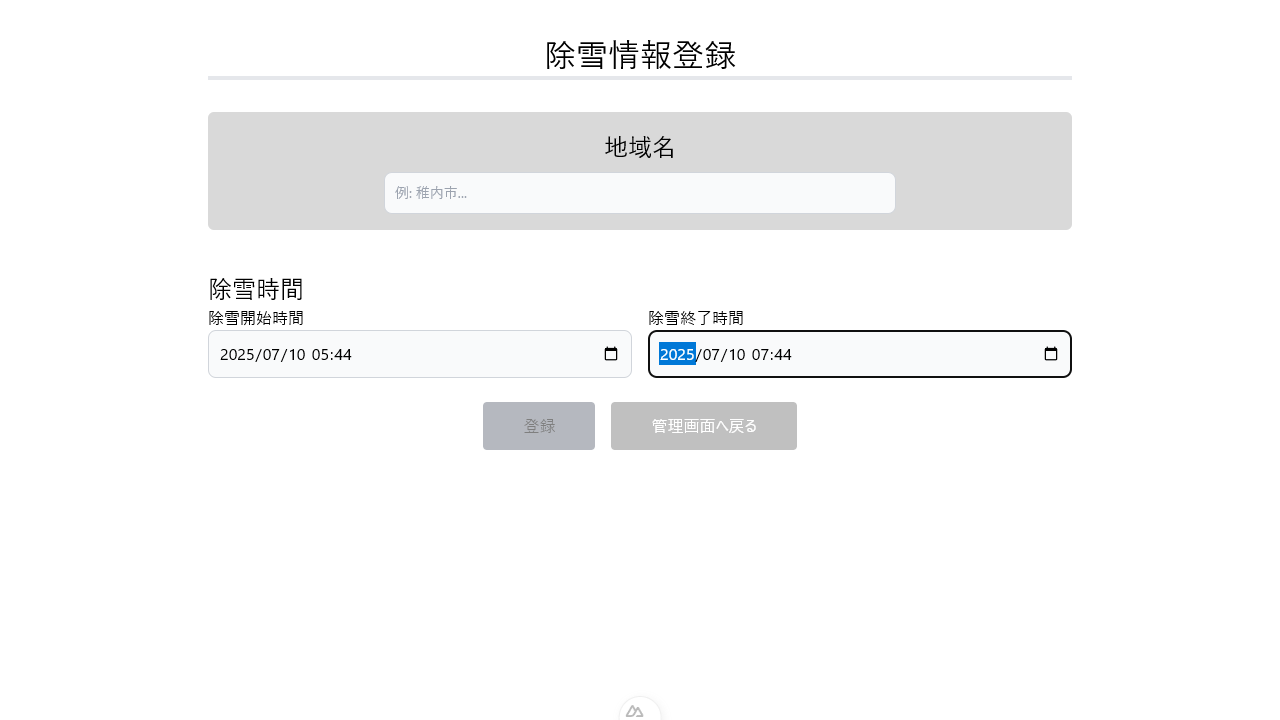 除雪情報登録
地域名
例: 稚内市...
除雪時間
除雪開始時間
除雪終了時間
2025/07/10 05:44
2025/07/10 07:44
登録
管理画面へ戻る